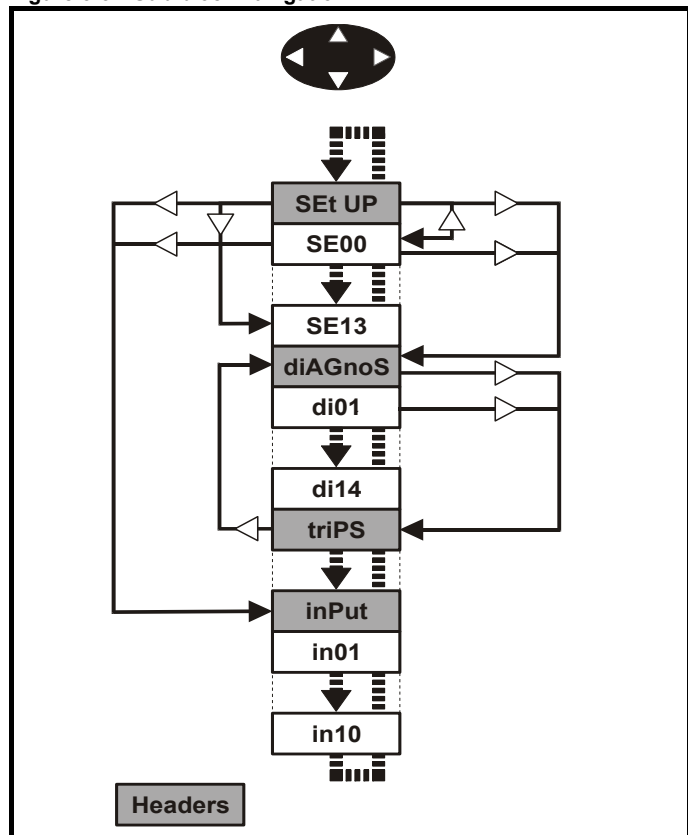 SEt UP
SE00
SE13
diAGnoS
di01
di14
triPS
inPut
in01
in10
Headers